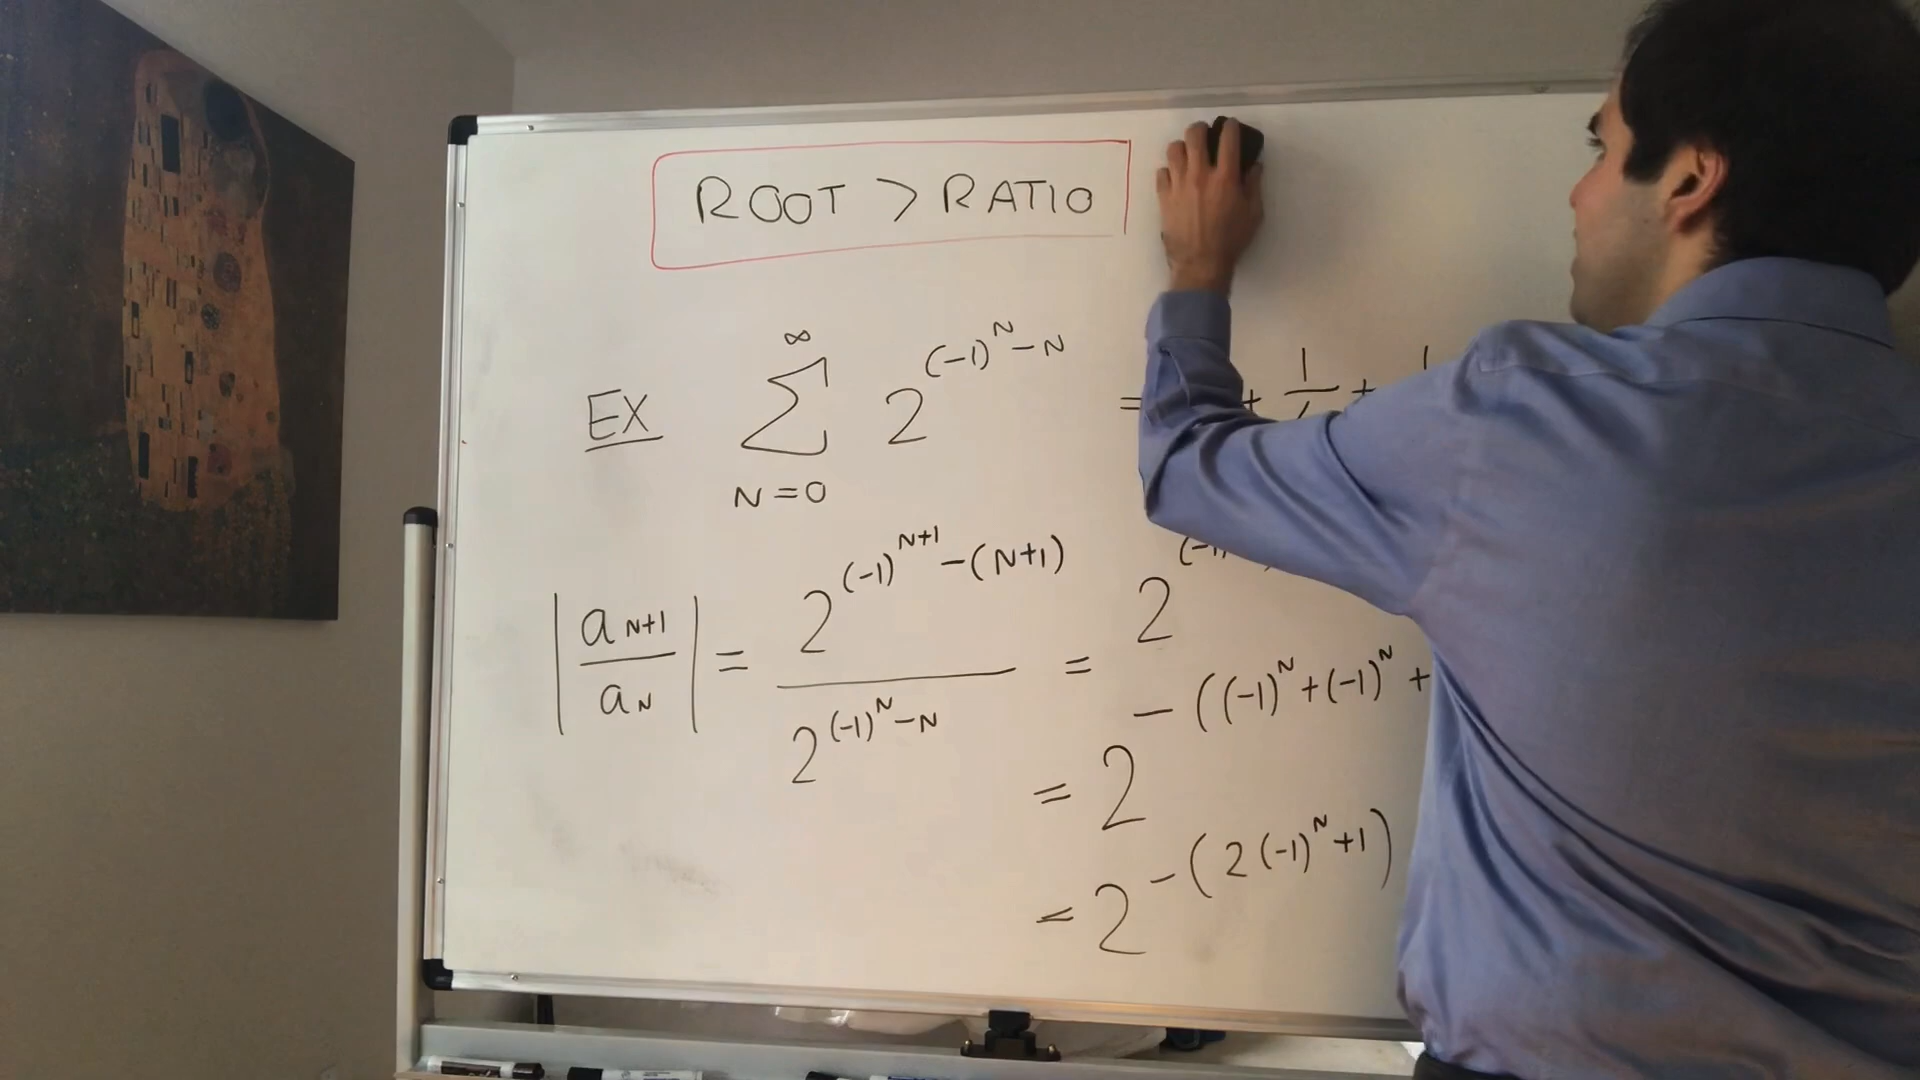 ROOT > RATIO
EX ∑_{N=0}^{∞} 2^{(-1)^N - N} = + 1/ +
|a_{N+1}/a_N| = 2^{(-1)^{N+1} - (N+1)} / 2^{(-1)^N - N} = 2
= 2^{-((-1)^N + (-1)^N +
= 2^{-(2(-1)^N + 1)}